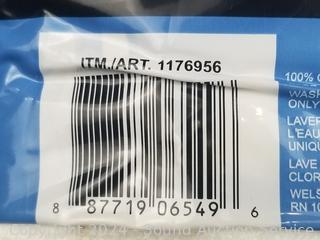 ITM./ART. 1176956
8 87719 06549 6
100%
WASH
ONLY
LAVER
L'EAU
UNIQU
LAVE
CLOR
WELS
RN 10
Copyright 2024 - Sound Auction Service